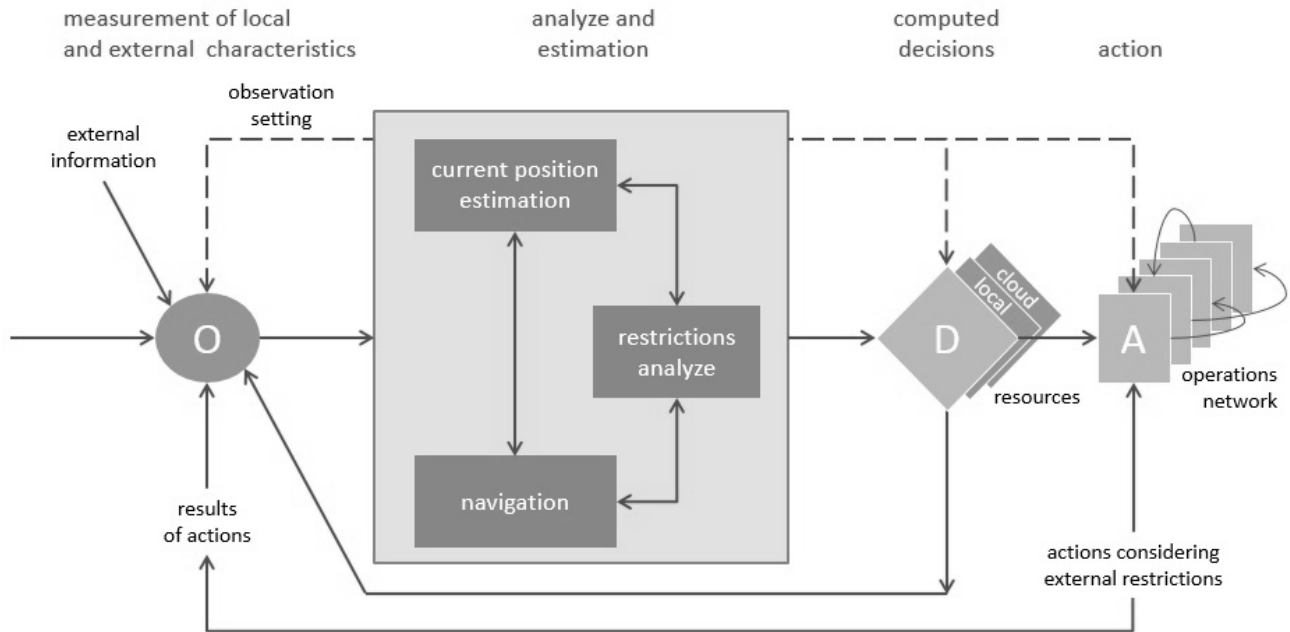 measurement of local
and external characteristics
analyze and
estimation
computed
decisions
action
observation
setting
external
information
current position
estimation
restrictions
analyze
navigation
O
D
local
cloud
resources
A
operations
network
results
of actions
actions considering
external restrictions